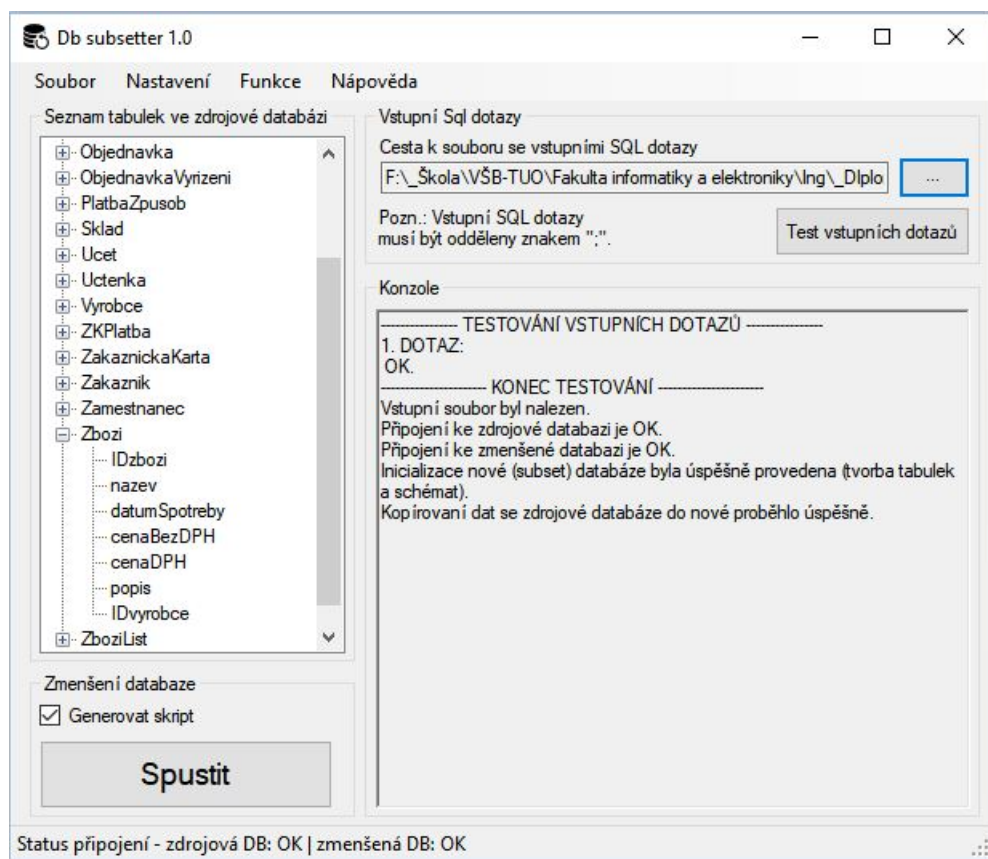 Db subsetter 1.0
Soubor Nastavení Funkce Nápověda
Seznam tabulek ve zdrojové databázi
Objednavka
ObjednavkaVyrizeni
PlatbaZpusob
Sklad
Ucet
Uctenka
Vyrobce
ZKPlatba
ZakaznickaKarta
Zakaznik
Zamestnanec
Zbozi
IDzbozi
nazev
datumSpotreby
cenaBezDPH
cenaDPH
popis
IDvyrobce
ZboziList
Zmenšení databaze
Generovat skript
Spustit
Vstupní Sql dotazy
Cesta k souboru se vstupními SQL dotazy
F:\_Škola\VŠB-TUO\Fakulta informatiky a elektroniky\Ing\_DIplo
...
Pozn.: Vstupní SQL dotazy
musí být odděleny znakem ";".
Test vstupních dotazů
Konzole
---------------- TESTOVÁNÍ VSTUPNÍCH DOTAZŮ ----------------
1. DOTAZ:
OK.
---------------------- KONEC TESTOVÁNÍ ----------------------
Vstupní soubor byl nalezen.
Připojení ke zdrojové databazi je OK.
Připojení ke zmenšené databazi je OK.
Inicializace nové (subset) databáze byla úspěšně provedena (tvorba tabulek
a schémat).
Kopírovaní dat se zdrojové databáze do nové proběhlo úspěšně.
Status připojení - zdrojová DB: OK | zmenšená DB: OK